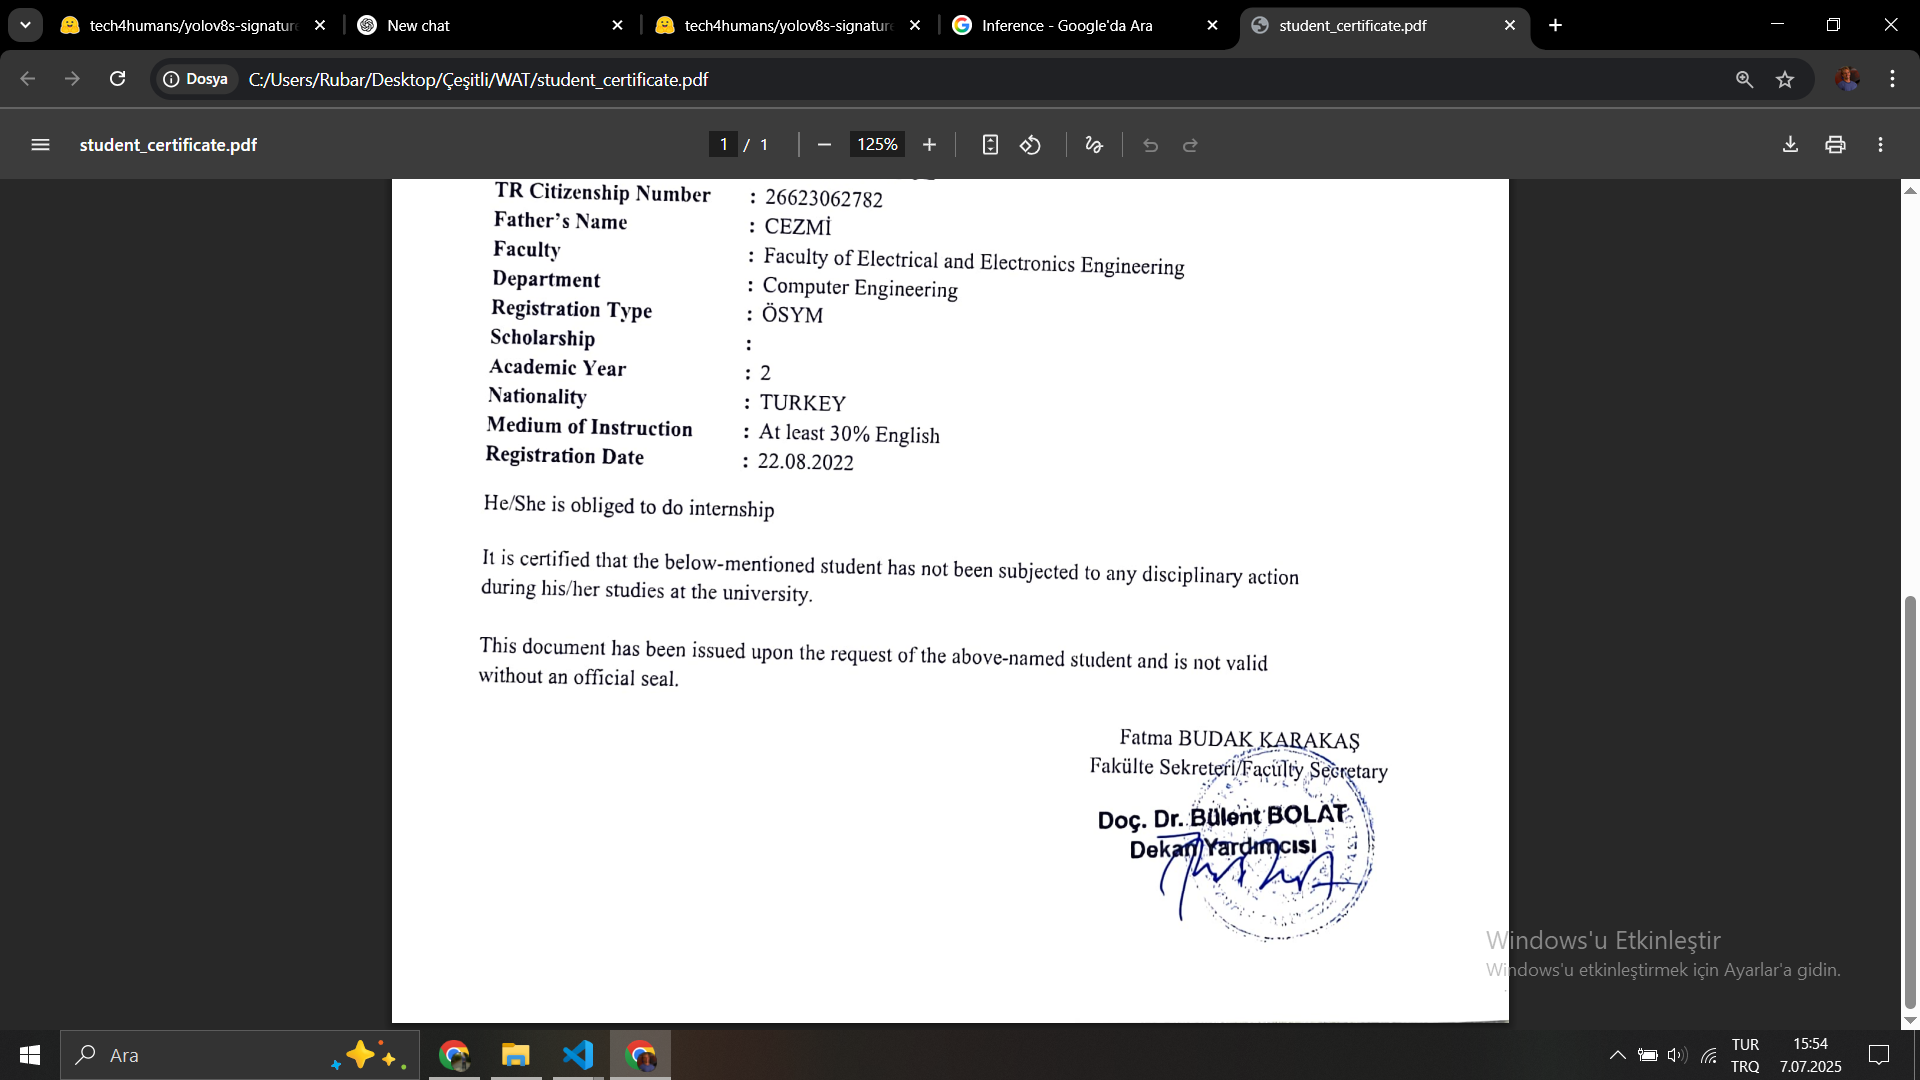 tech4humans/yolov8s-signature
New chat
tech4humans/yolov8s-signature
Inference - Google'da Ara
student_certificate.pdf
Dosya
C:/Users/Rubar/Desktop/Çeşitli/WAT/student_certificate.pdf
student_certificate.pdf
1 / 1
125%
TR Citizenship Number : 26623062782
Father's Name : CEZMİ
Faculty : Faculty of Electrical and Electronics Engineering
Department : Computer Engineering
Registration Type : ÖSYM
Scholarship :
Academic Year : 2
Nationality : TURKEY
Medium of Instruction : At least 30% English
Registration Date : 22.08.2022
He/She is obliged to do internship
It is certified that the below-mentioned student has not been subjected to any disciplinary action
during his/her studies at the university.
This document has been issued upon the request of the above-named student and is not valid
without an official seal.
Fatma BUDAK KARAKAŞ
Fakülte Sekreteri/Faculty Secretary
Doç. Dr. Bülent BOLAT
Dekan Yardımcısı
Windows'u Etkinleştir
Windows'u etkinleştirmek için Ayarlar'a gidin.
Ara
TUR
TRQ
15:54
7.07.2025